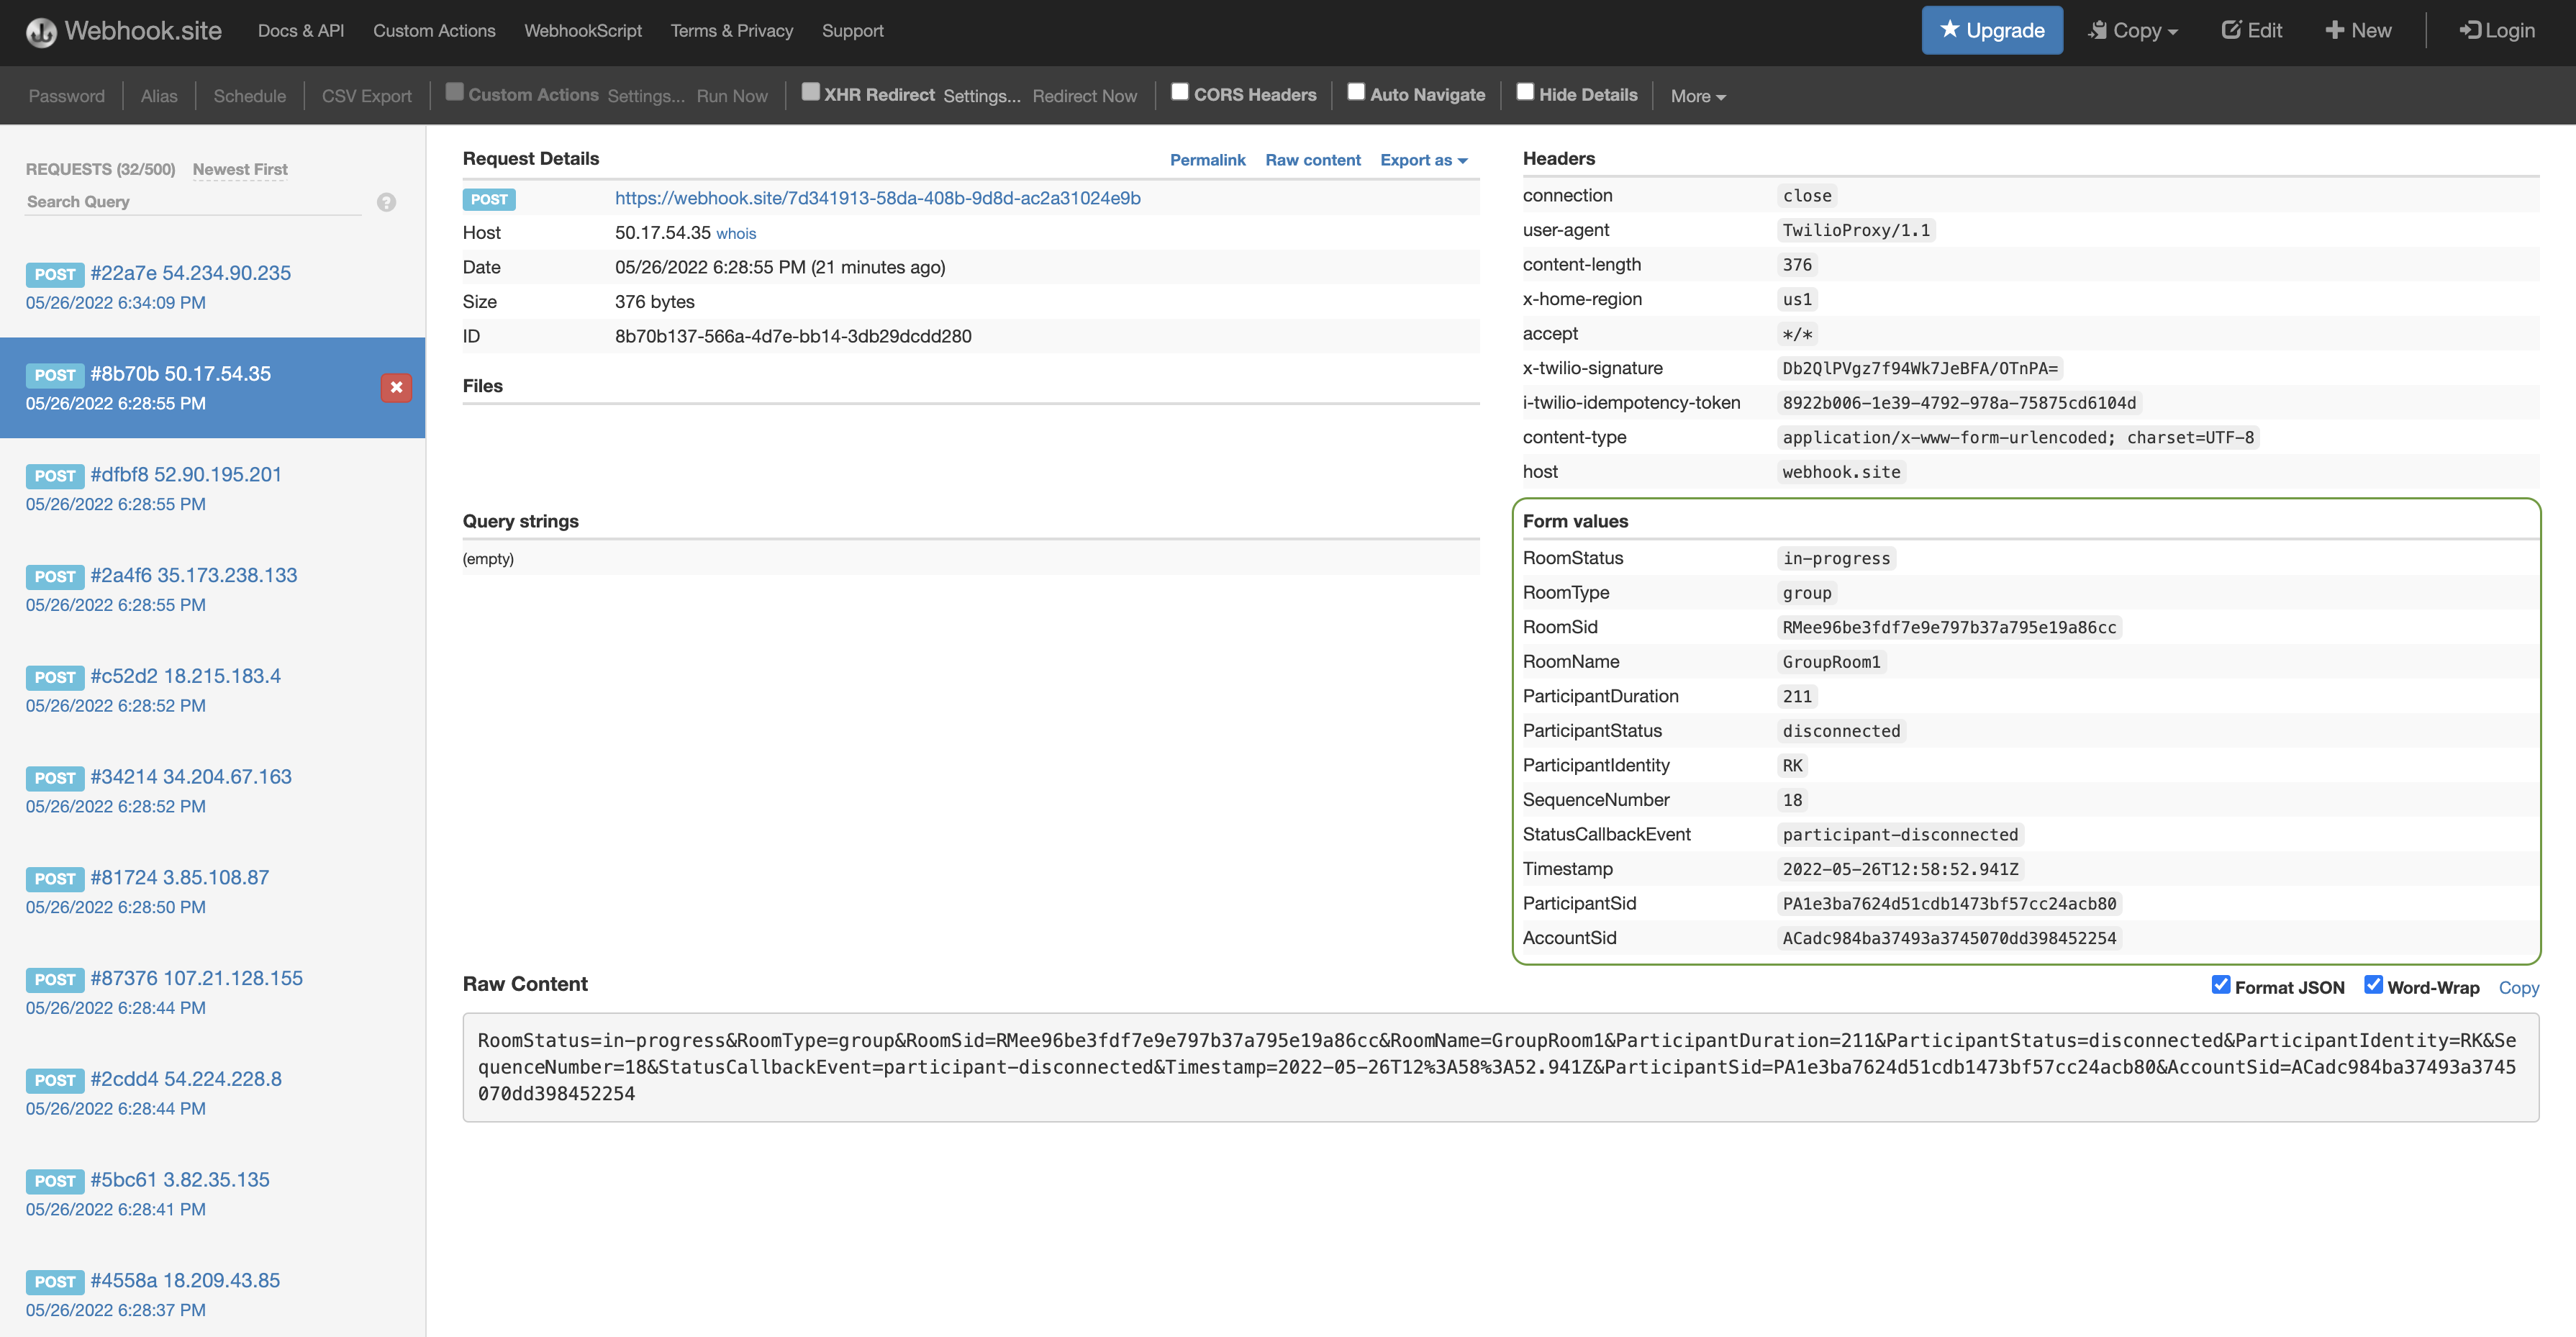 Webhook.site Docs & API Custom Actions WebhookScript Terms & Privacy Support Upgrade Copy Edit New Login
Password Alias Schedule CSV Export Custom Actions Settings... Run Now XHR Redirect Settings... Redirect Now CORS Headers Auto Navigate Hide Details More
REQUESTS (32/500) Newest First
Search Query ?
POST #22a7e 54.234.90.235
05/26/2022 6:34:09 PM
POST #8b70b 50.17.54.35
05/26/2022 6:28:55 PM
POST #dfbf8 52.90.195.201
05/26/2022 6:28:55 PM
POST #2a4f6 35.173.238.133
05/26/2022 6:28:55 PM
POST #c52d2 18.215.183.4
05/26/2022 6:28:52 PM
POST #34214 34.204.67.163
05/26/2022 6:28:52 PM
POST #81724 3.85.108.87
05/26/2022 6:28:50 PM
POST #87376 107.21.128.155
05/26/2022 6:28:44 PM
POST #2cdd4 54.224.228.8
05/26/2022 6:28:44 PM
POST #5bc61 3.82.35.135
05/26/2022 6:28:41 PM
POST #4558a 18.209.43.85
05/26/2022 6:28:37 PM
Request Details Permalink Raw content Export as
POST https://webhook.site/7d341913-58da-408b-9d8d-ac2a31024e9b
Host 50.17.54.35 whois
Date 05/26/2022 6:28:55 PM (21 minutes ago)
Size 376 bytes
ID 8b70b137-566a-4d7e-bb14-3db29dcdd280
Files
Query strings
(empty)
Headers
connection close
user-agent TwilioProxy/1.1
content-length 376
x-home-region us1
accept */*
x-twilio-signature Db2QlPVgz7f94Wk7JeBFA/OTnPA=
i-twilio-idempotency-token 8922b006-1e39-4792-978a-75875cd6104d
content-type application/x-www-form-urlencoded; charset=UTF-8
host webhook.site
Form values
RoomStatus in-progress
RoomType group
RoomSid RMee96be3fdf7e9e797b37a795e19a86cc
RoomName GroupRoom1
ParticipantDuration 211
ParticipantStatus disconnected
ParticipantIdentity RK
SequenceNumber 18
StatusCallbackEvent participant-disconnected
Timestamp 2022-05-26T12:58:52.941Z
ParticipantSid PA1e3ba7624d51cdb1473bf57cc24acb80
AccountSid ACadc984ba37493a3745070dd398452254
Raw Content Format JSON Word-Wrap Copy
RoomStatus=in-progress&RoomType=group&RoomSid=RMee96be3fdf7e9e797b37a795e19a86cc&RoomName=GroupRoom1&ParticipantDuration=211&ParticipantStatus=disconnected&ParticipantIdentity=RK&Se
quenceNumber=18&StatusCallbackEvent=participant-disconnected&Timestamp=2022-05-26T12%3A58%3A52.941Z&ParticipantSid=PA1e3ba7624d51cdb1473bf57cc24acb80&AccountSid=ACadc984ba37493a3745
070dd398452254